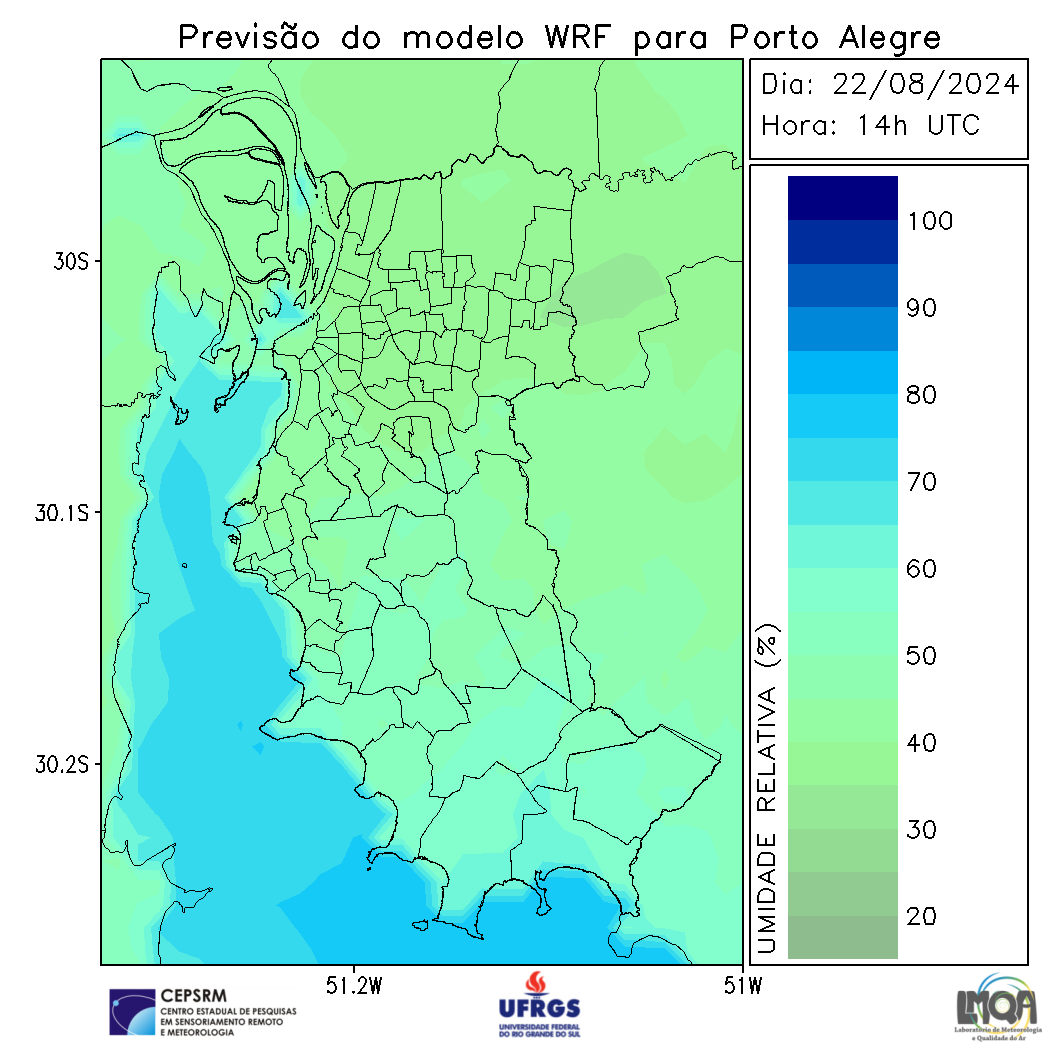 Previsão do modelo WRF para Porto Alegre
Dia: 22/08/2024
Hora: 14h UTC
30S
30.1S
30.2S
51.2W
51W
UMIDADE RELATIVA (%)
100
90
80
70
60
50
40
30
20
CEPSRM
CENTRO ESTADUAL DE PESQUISAS
EM SENSORIAMENTO REMOTO
E METEOROLOGIA
UFRGS
UNIVERSIDADE FEDERAL
DO RIO GRANDE DO SUL
LMQA
Laboratório de Meteorologia
e Qualidade do Ar